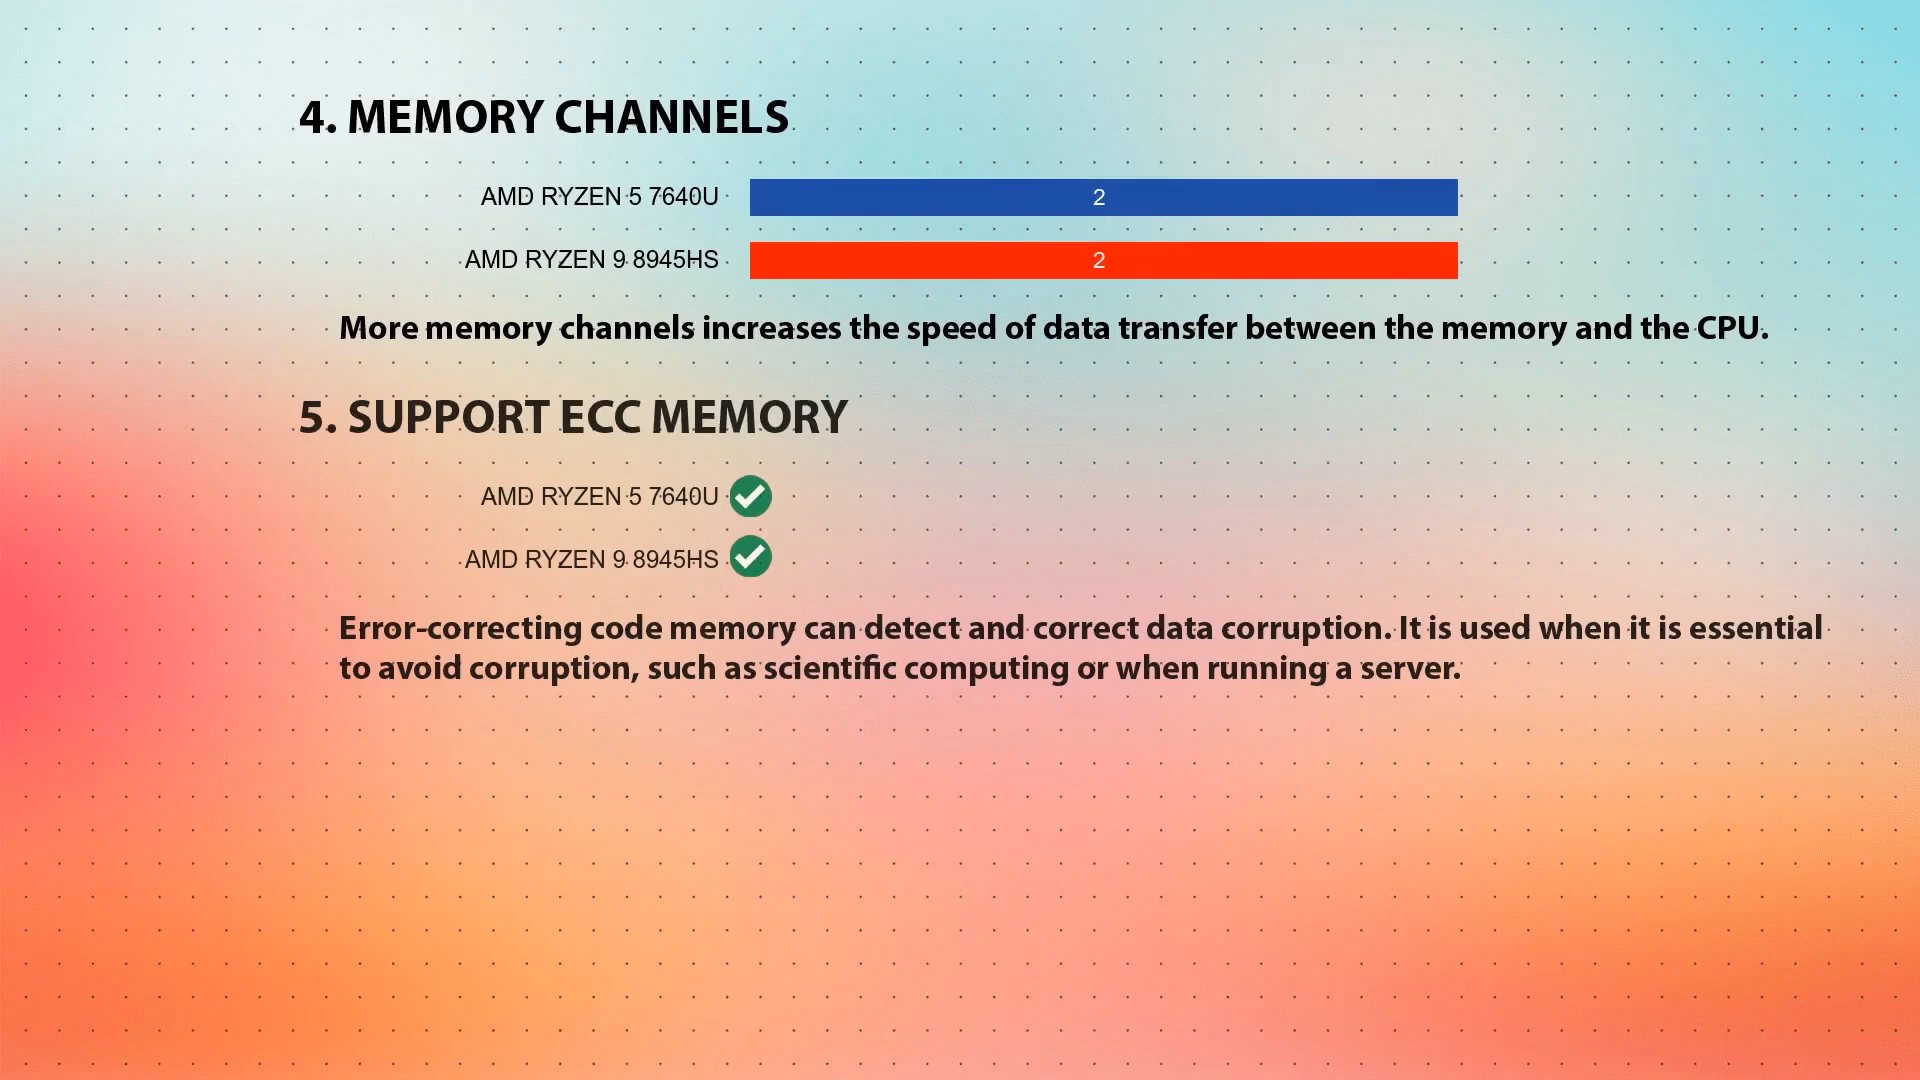 4. MEMORY CHANNELS
AMD RYZEN 5 7640U 2
AMD RYZEN 9 8945HS 2
More memory channels increases the speed of data transfer between the memory and the CPU.
5. SUPPORT ECC MEMORY
AMD RYZEN 5 7640U
AMD RYZEN 9 8945HS
Error-correcting code memory can detect and correct data corruption. It is used when it is essential
to avoid corruption, such as scientific computing or when running a server.